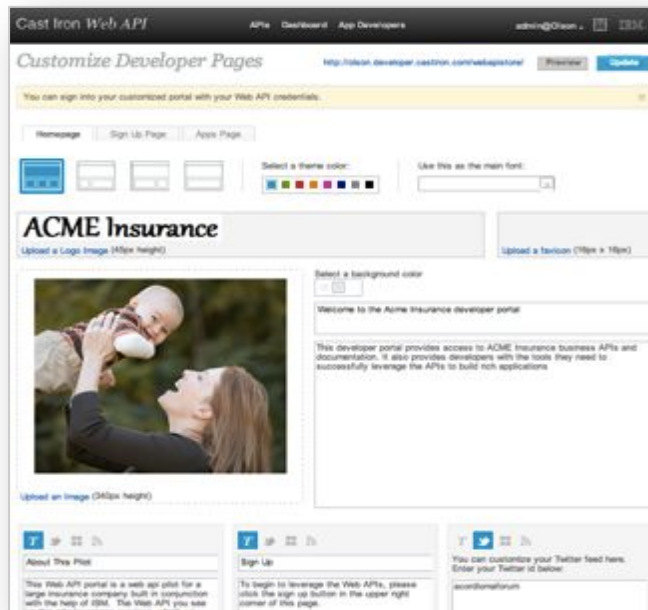 Cast Iron Web API APIs Dashboard App Developers admin@Olson IBM
Customize Developer Pages http://olson.developer.castiron.com/webapistore/ Preview Update
You can sign into your customized portal with your Web API credentials.
Homepage Sign Up Page Apps Page
Select a theme color: Use this as the main font:
ACME Insurance
Upload a Logo Image (45px height) Upload a favicon (16px x 16px)
Select a background color
Welcome to the Acme Insurance developer portal
This developer portal provides access to ACME Insurance business APIs and
documentation. It also provides developers with the tools they need to
successfully leverage the APIs to build rich applications
Upload an Image (340px height)
About This Pilot
This Web API portal is a web api pilot for a
large insurance company built in conjunction
with the help of IBM. The Web API you see
Sign Up
To begin to leverage the Web APIs, please
click the sign up button in the upper right
corner of this page.
You can customize your Twitter feed here.
Enter your Twitter id below:
acordlomaforum